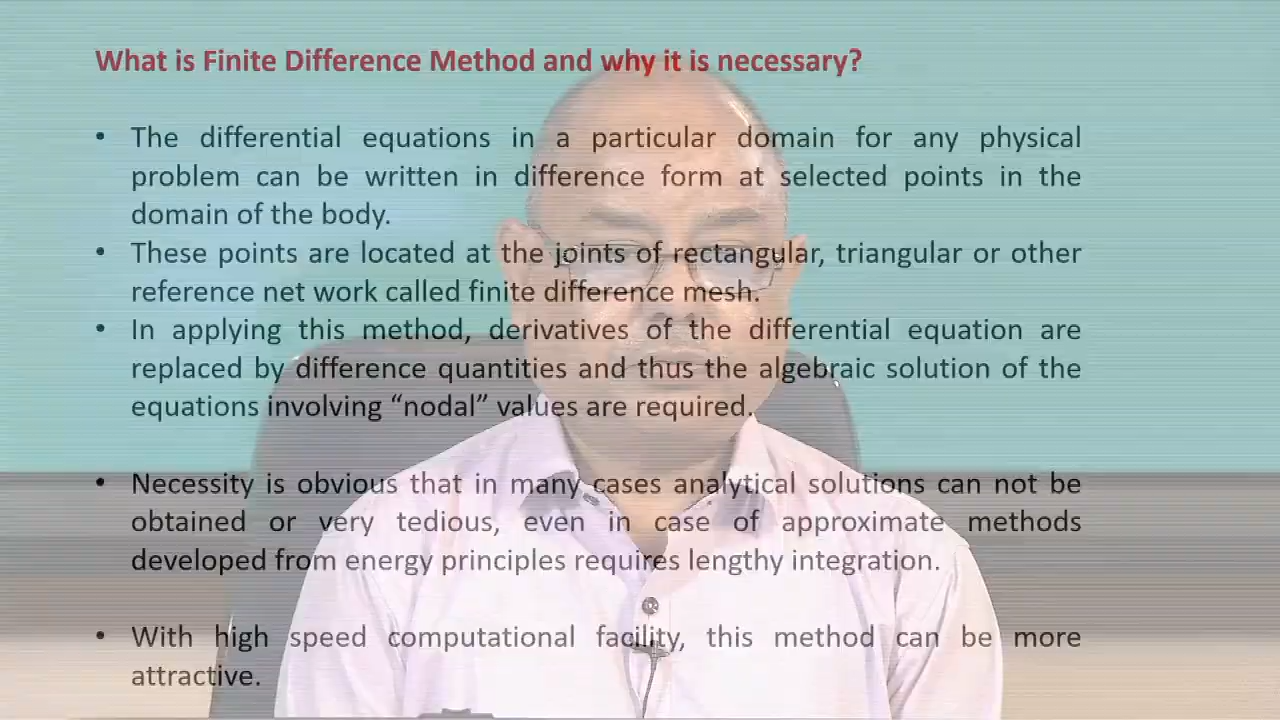 What is Finite Difference Method and why it is necessary?
• The differential equations in a particular domain for any physical
problem can be written in difference form at selected points in the
domain of the body.
• These points are located at the joints of rectangular, triangular or other
reference net work called finite difference mesh.
• In applying this method, derivatives of the differential equation are
replaced by difference quantities and thus the algebraic solution of the
equations involving “nodal” values are required.
• Necessity is obvious that in many cases analytical solutions can not be
obtained or very tedious, even in case of approximate methods
developed from energy principles requires lengthy integration.
• With high speed computational facility, this method can be more
attractive.